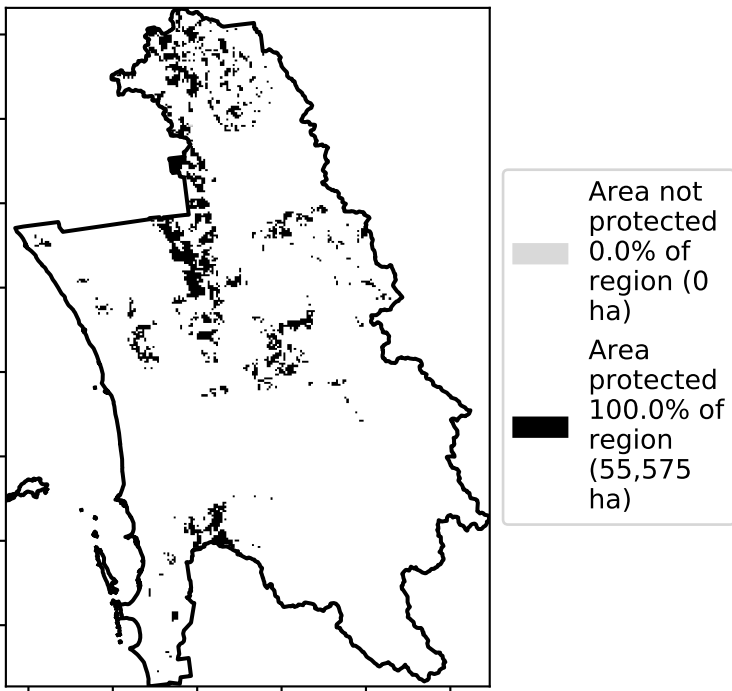 Area not
protected
0.0% of
region (0
ha)
Area
protected
100.0% of
region
(55,575
ha)